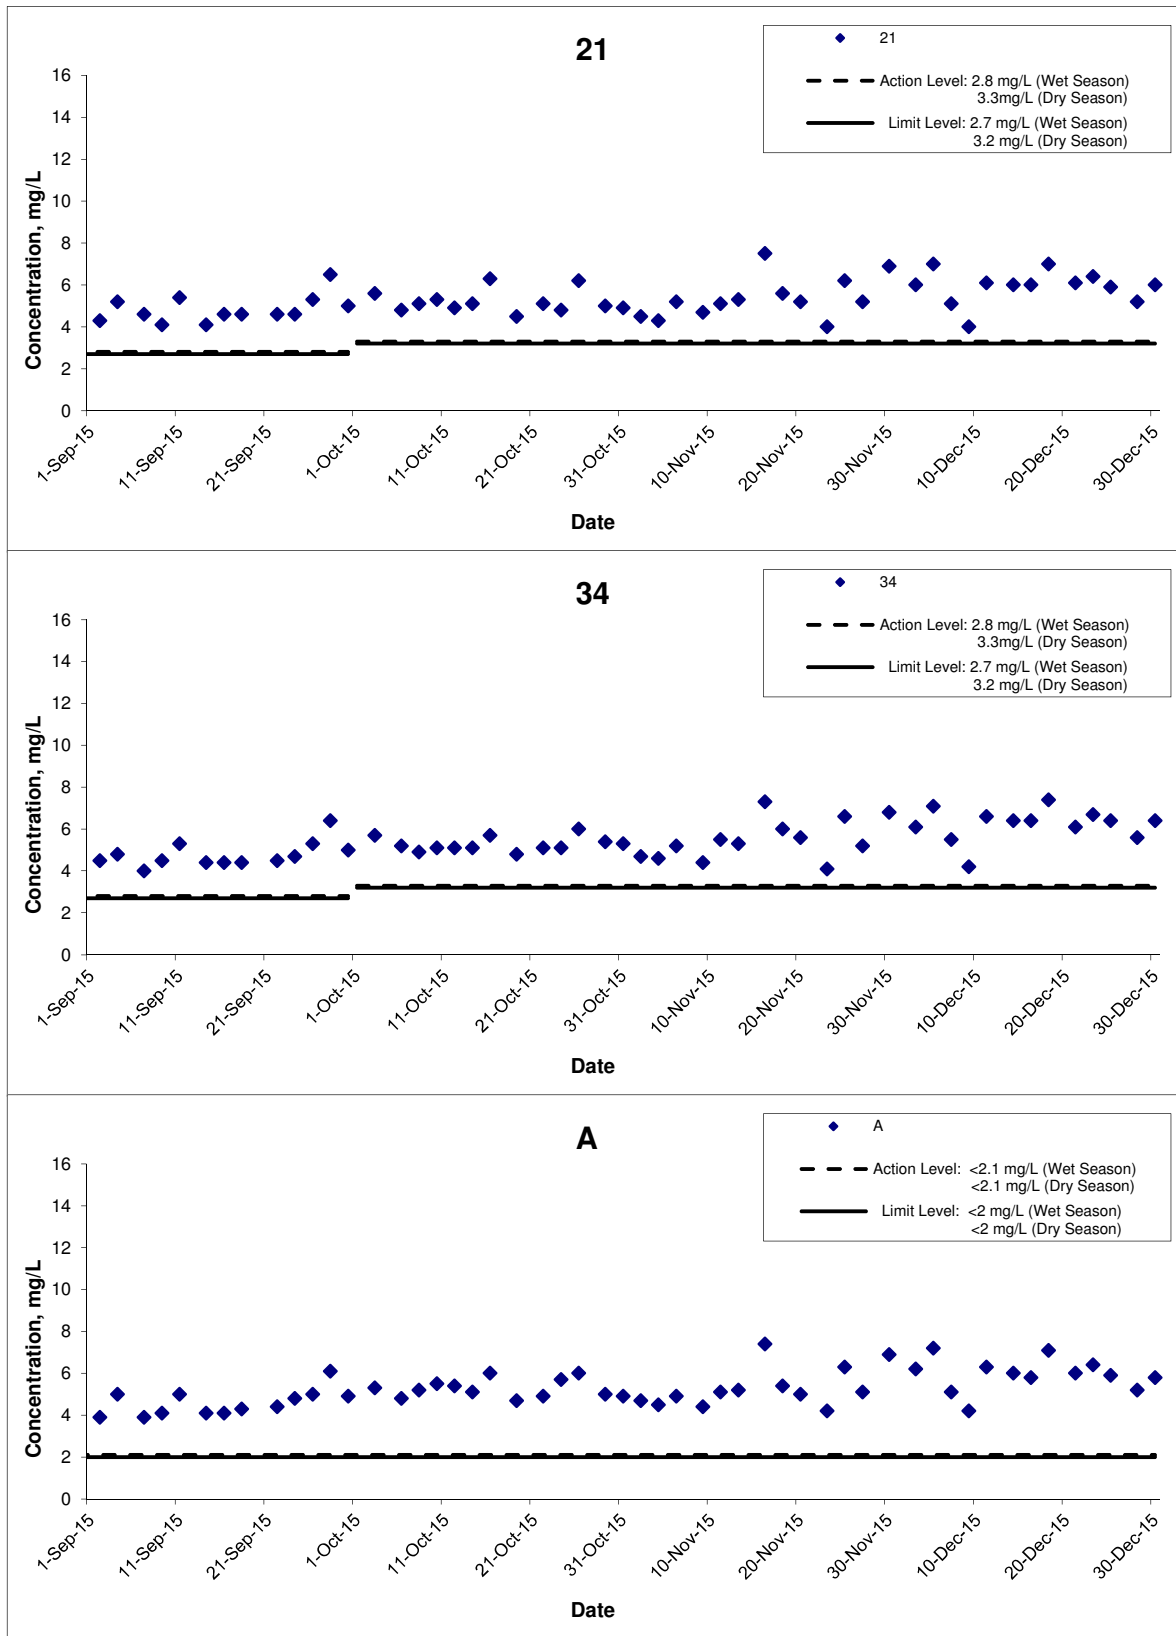 21
21
Action Level: 2.8 mg/L (Wet Season)
3.3mg/L (Dry Season)
Limit Level: 2.7 mg/L (Wet Season)
3.2 mg/L (Dry Season)
Concentration, mg/L
16
14
12
10
8
6
4
2
0
1-Sep-15 11-Sep-15 21-Sep-15 1-Oct-15 11-Oct-15 21-Oct-15 31-Oct-15 10-Nov-15 20-Nov-15 30-Nov-15 10-Dec-15 20-Dec-15 30-Dec-15
Date
34
34
Action Level: 2.8 mg/L (Wet Season)
3.3mg/L (Dry Season)
Limit Level: 2.7 mg/L (Wet Season)
3.2 mg/L (Dry Season)
Concentration, mg/L
16
14
12
10
8
6
4
2
0
1-Sep-15 11-Sep-15 21-Sep-15 1-Oct-15 11-Oct-15 21-Oct-15 31-Oct-15 10-Nov-15 20-Nov-15 30-Nov-15 10-Dec-15 20-Dec-15 30-Dec-15
Date
A
A
Action Level: <2.1 mg/L (Wet Season)
<2.1 mg/L (Dry Season)
Limit Level: <2 mg/L (Wet Season)
<2 mg/L (Dry Season)
Concentration, mg/L
16
14
12
10
8
6
4
2
0
1-Sep-15 11-Sep-15 21-Sep-15 1-Oct-15 11-Oct-15 21-Oct-15 31-Oct-15 10-Nov-15 20-Nov-15 30-Nov-15 10-Dec-15 20-Dec-15 30-Dec-15
Date